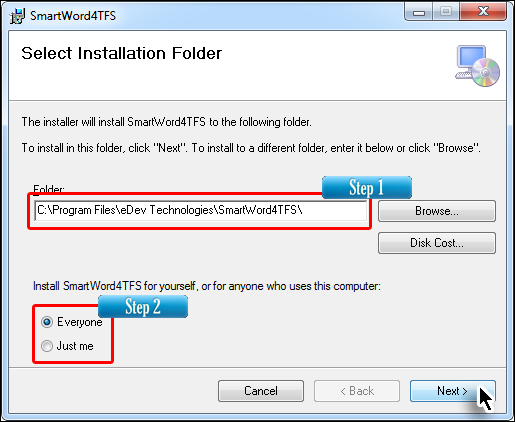 SmartWord4TFS
Select Installation Folder
The installer will install SmartWord4TFS to the following folder.
To install in this folder, click "Next". To install to a different folder, enter it below or click "Browse".
Folder:
Step 1
C:\Program Files\eDev Technologies\SmartWord4TFS\
Browse...
Disk Cost...
Install SmartWord4TFS for yourself, or for anyone who uses this computer:
Step 2
Everyone
Just me
Cancel
< Back
Next >